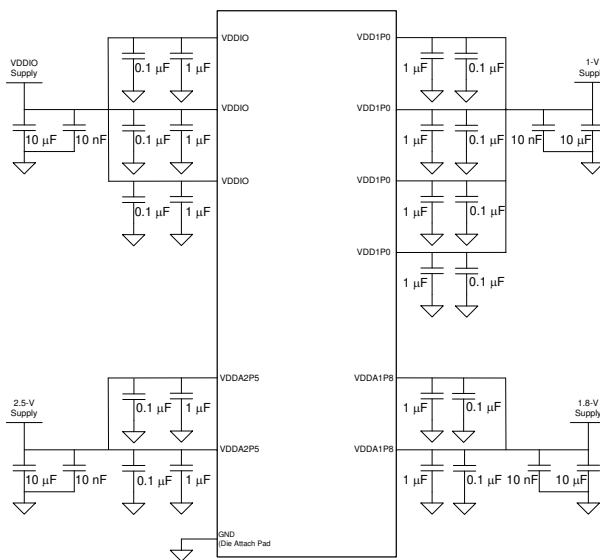 VDDIO
Supply
VDDIO
0.1 µF
1 µF
VDDIO
10 µF
10 nF
0.1 µF
1 µF
VDDIO
0.1 µF
1 µF
VDD1P0
1 µF
0.1 µF
1-V
Supply
VDD1P0
1 µF
0.1 µF
10 nF
10 µF
VDD1P0
1 µF
0.1 µF
VDD1P0
1 µF
0.1 µF
2.5-V
Supply
VDDA2P5
0.1 µF
1 µF
VDDA2P5
10 µF
10 nF
0.1 µF
1 µF
VDDA1P8
1 µF
0.1 µF
1.8-V
Supply
VDDA1P8
1 µF
0.1 µF
10 nF
10 µF
GND
(Die Attach Pad